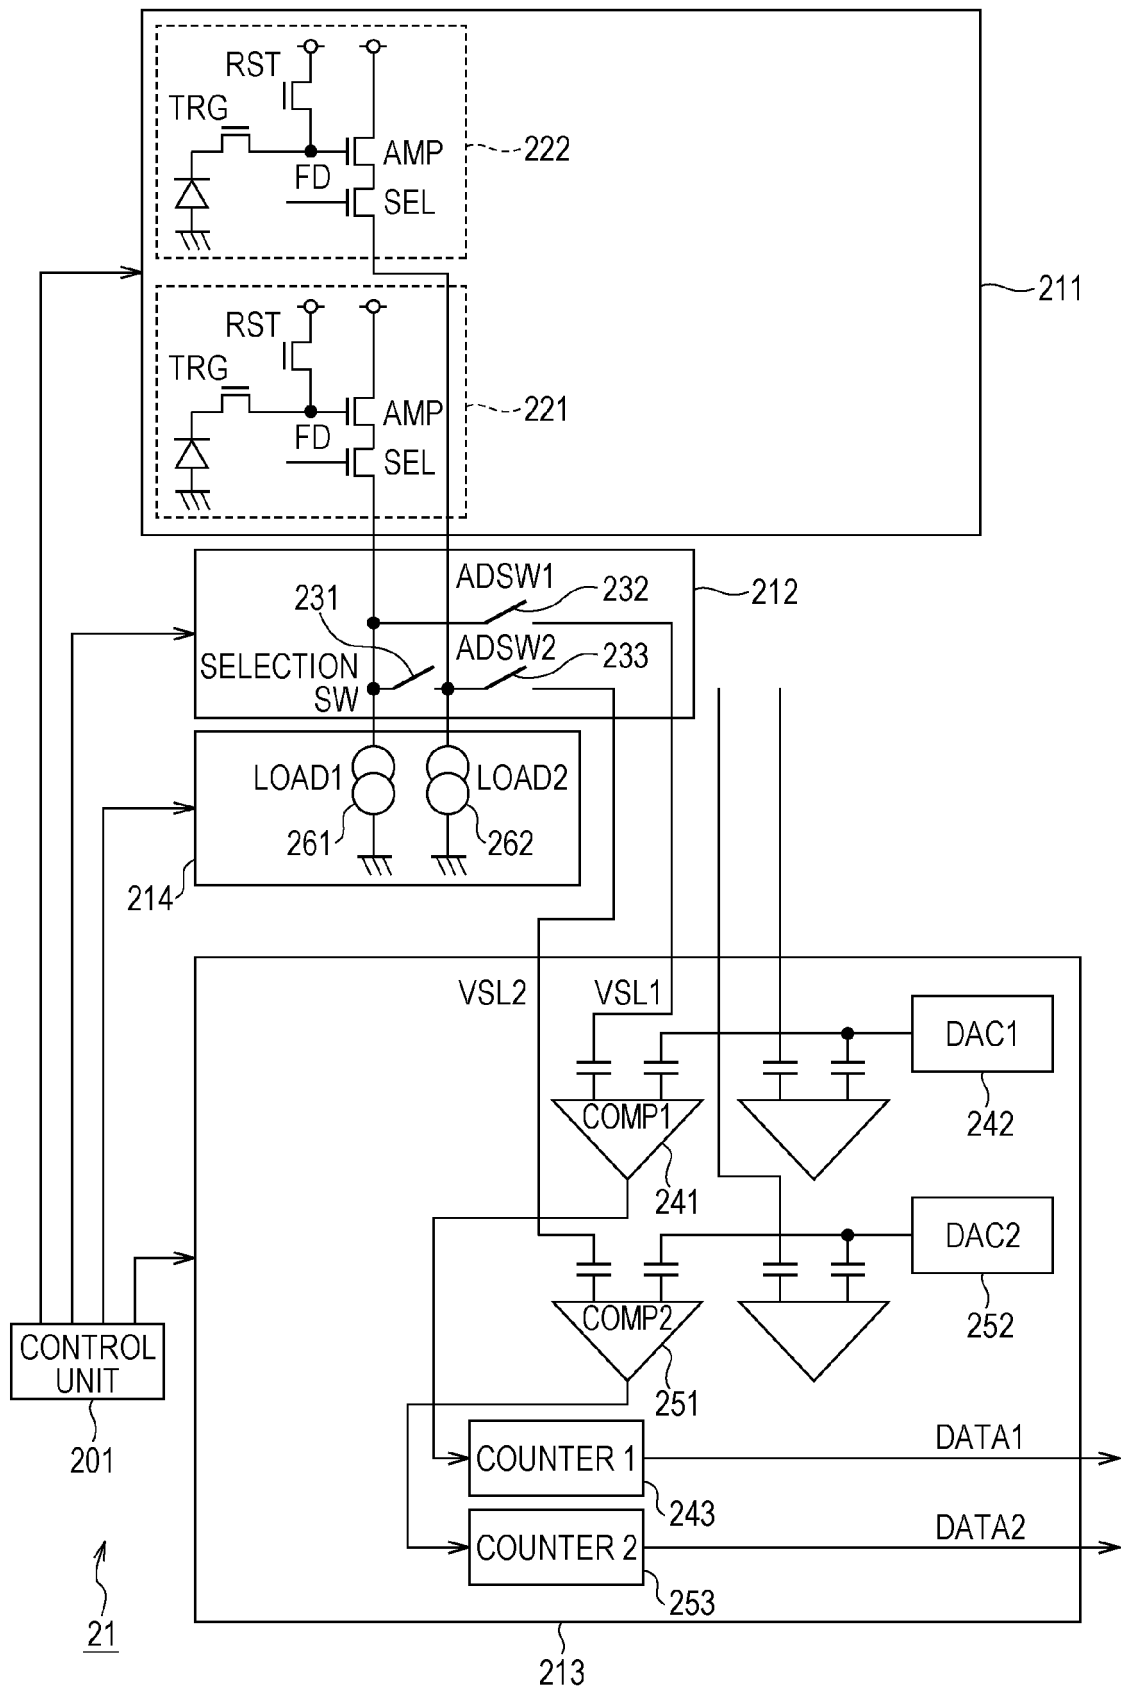 RST
TRG
AMP
222
FD
SEL
211
RST
TRG
AMP
221
FD
SEL
ADSW1
231
232
212
SELECTION
SW
ADSW2
233
LOAD1
LOAD2
261
262
214
VSL2
VSL1
DAC1
COMP1
242
241
DAC2
COMP2
252
251
CONTROL
UNIT
201
COUNTER 1
DATA1
243
COUNTER 2
DATA2
253
21
213